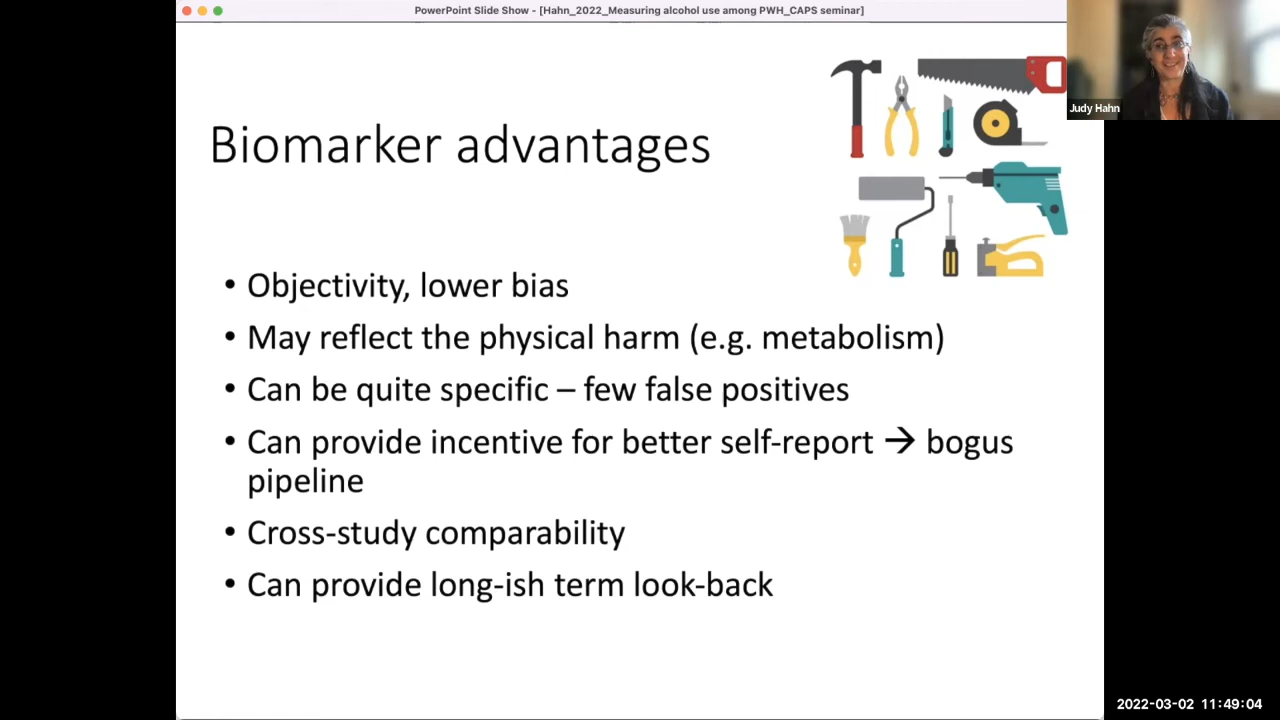 PowerPoint Slide Show - [Hahn_2022_Measuring alcohol use among PWH_CAPS seminar]
Judy Hahn
Biomarker advantages
• Objectivity, lower bias
• May reflect the physical harm (e.g. metabolism)
• Can be quite specific – few false positives
• Can provide incentive for better self-report → bogus
pipeline
• Cross-study comparability
• Can provide long-ish term look-back
2022-03-02 11:49:04